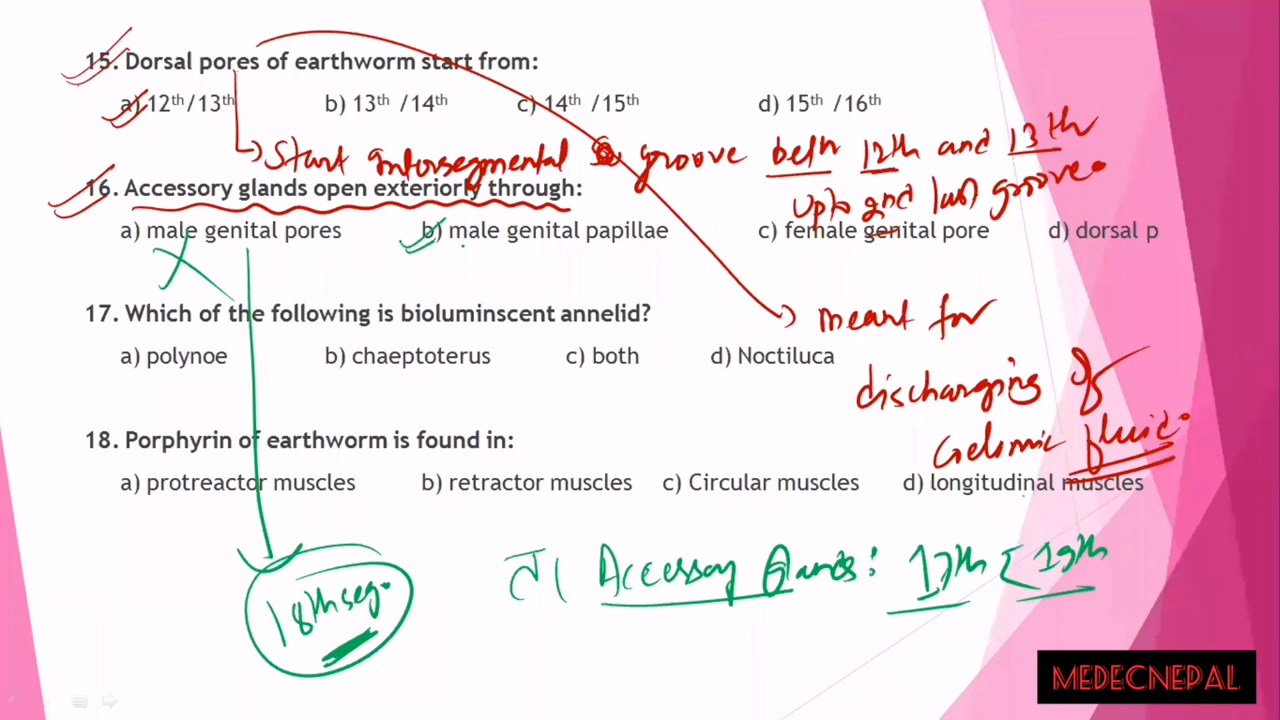 15. Dorsal pores of earthworm start from:
a) 12th/13th b) 13th /14th c) 14th /15th d) 15th /16th
start intersegmental groove betn 12th and 13th
upto 2nd last groove
16. Accessory glands open exteriorly through:
a) male genital pores b) male genital papillae c) female genital pore d) dorsal p
17. Which of the following is bioluminscent annelid?
meant for
a) polynoe b) chaeptoterus c) both d) Noctiluca
discharging of
18. Porphyrin of earthworm is found in:
coelomic fluid.
a) protreactor muscles b) retractor muscles c) Circular muscles d) longitudinal muscles
18th seg.
Accessory Glands: 17th & 19th
MEDECNEPAL